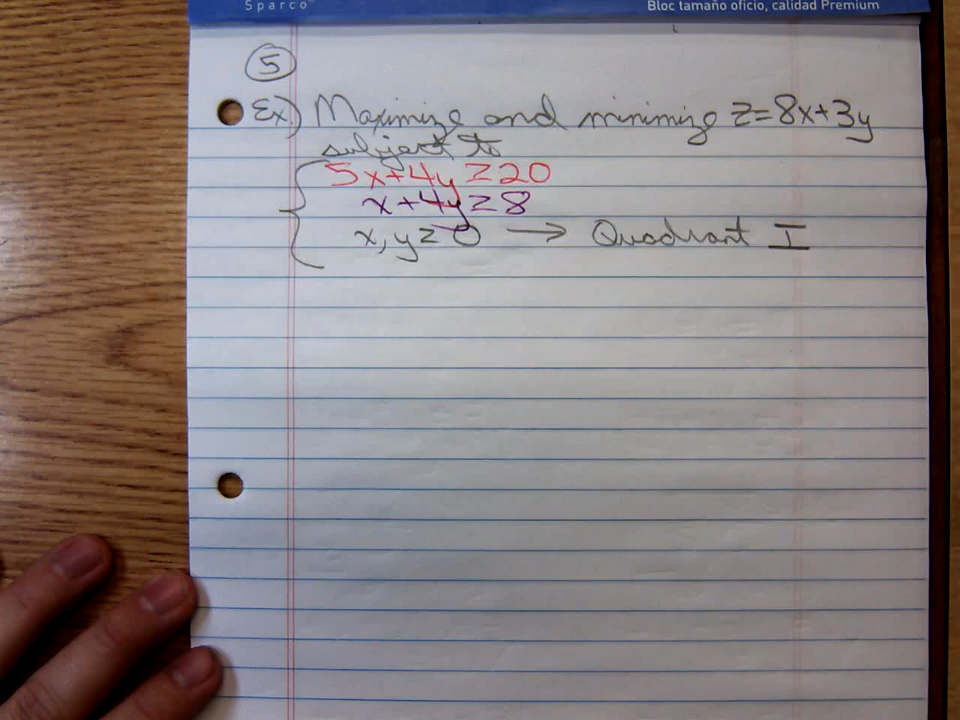 Sparco
Bloc tamaño oficio, calidad Premium
5
Ex) Maximize and minimize z=8x+3y
subject to
5x+4y≥20
x+4y≥8
x,y≥0 → Quadrant I